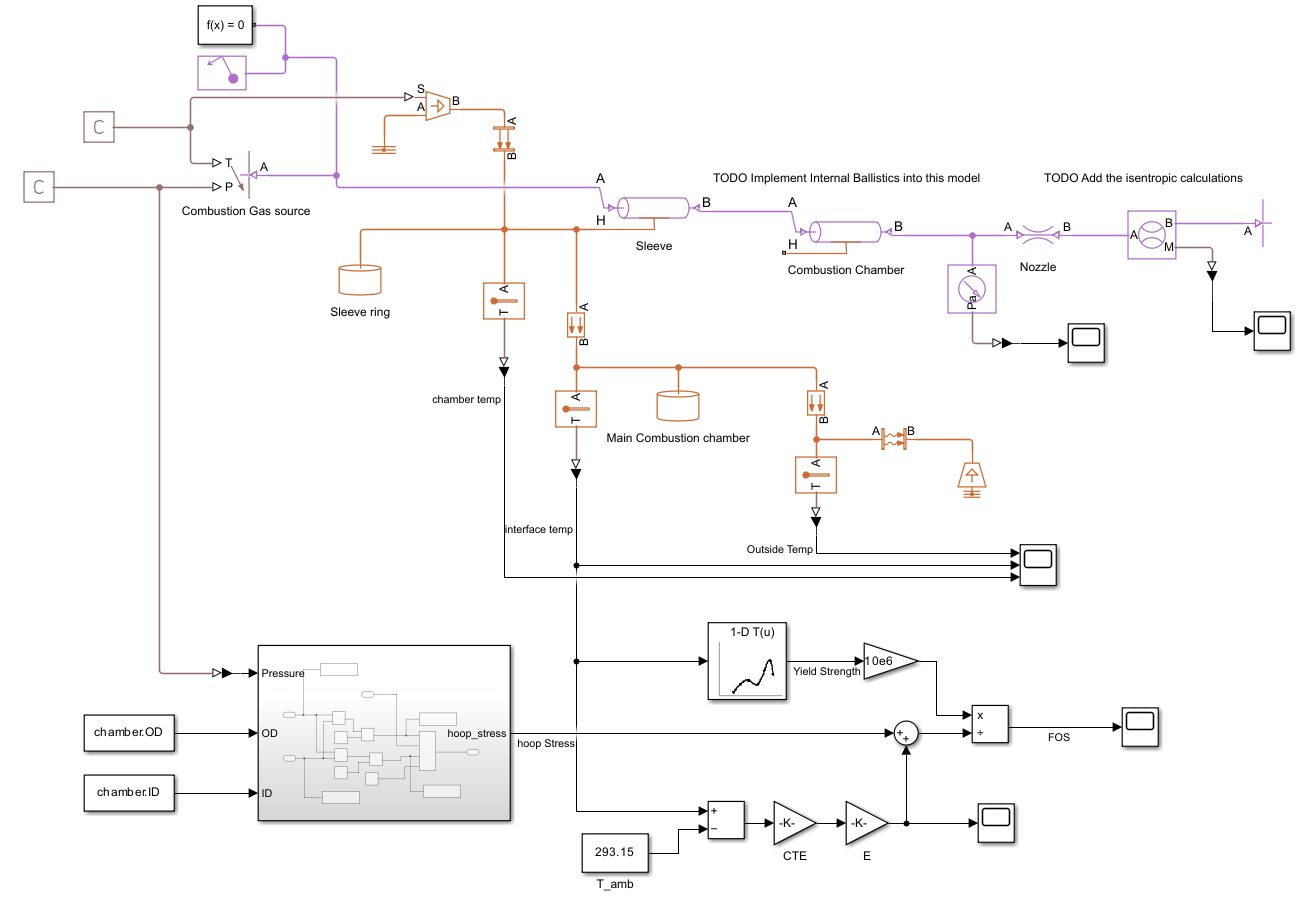 f(x) = 0
S
A
B
C
A
B
T
A
C
P
Combustion Gas source
TODO Implement Internal Ballistics into this model
TODO Add the isentropic calculations
A
B
H
Sleeve
A
B
H
Combustion Chamber
A
B
Nozzle
A
B
M
A
A
Pa
Sleeve ring
A
T
A
B
chamber temp
A
T
Main Combustion chamber
A
B
A
B
A
T
interface temp
Outside Temp
1-D T(u)
Yield Strength
10e6
Pressure
chamber.OD
OD
hoop_stress
hoop Stress
+
+
x
÷
FOS
chamber.ID
ID
+
−
-K-
CTE
-K-
E
293.15
T_amb